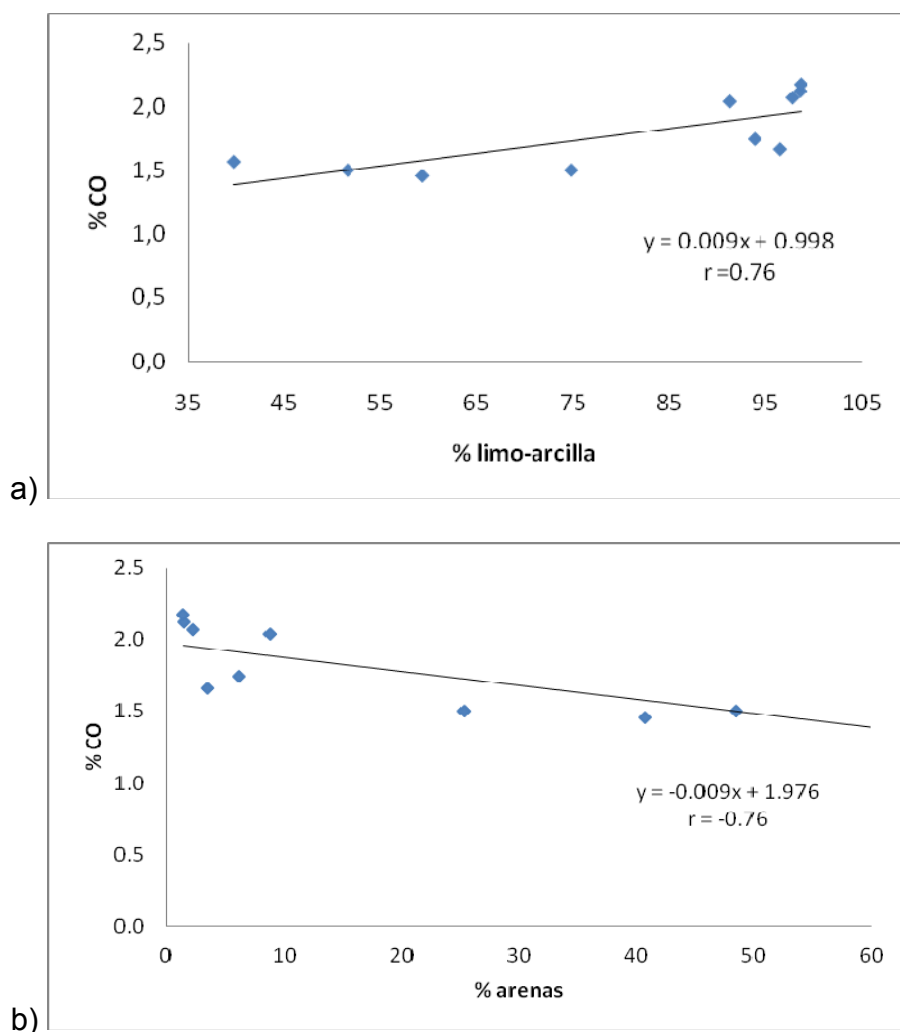 2,5
2,0
1,5
1,0
0,5
0,0
% CO
y = 0.009x + 0.998
r =0.76
35 45 55 65 75 85 95 105
% limo-arcilla
a)
2.5
2.0
1.5
1.0
0.5
0.0
% CO
y = -0.009x + 1.976
r = -0.76
0 10 20 30 40 50 60
% arenas
b)